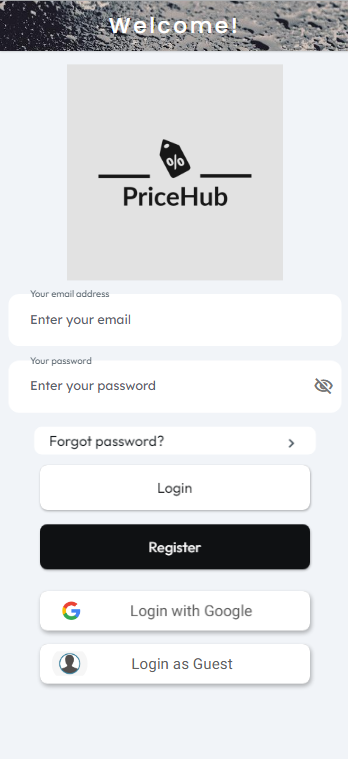 Welcome!
%
PriceHub
Your email address
Enter your email
Your password
Enter your password
Forgot password?
Login
Register
Login with Google
Login as Guest